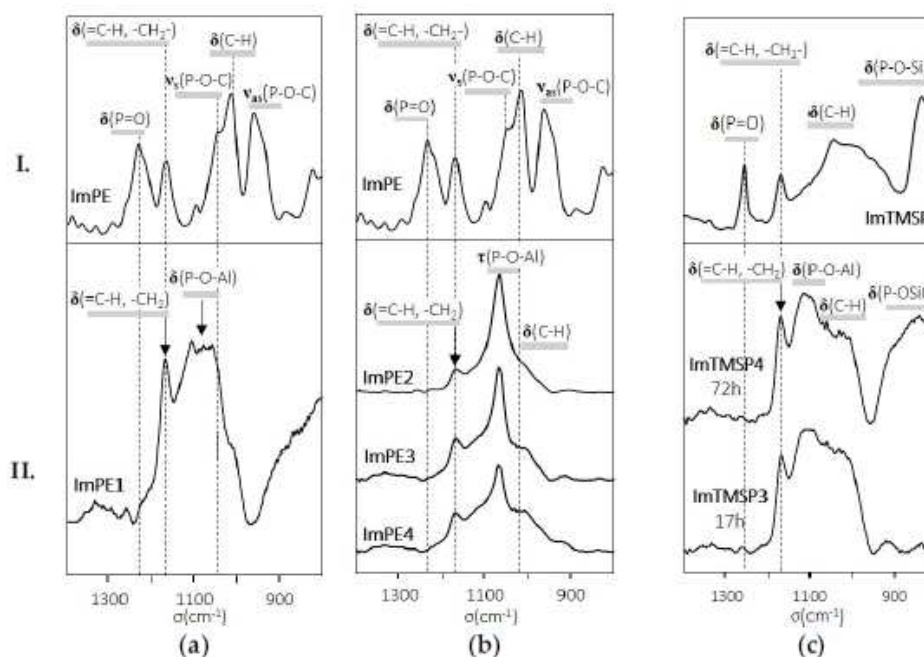 I.
II.
δ(=C-H, -CH2-)
δ(C-H)
νs(P-O-C)
νas(P-O-C)
δ(P=O)
ImPE
δ(P-O-Al)
δ(=C-H, -CH2)
ImPE1
1300
1100
900
σ(cm-1)
(a)
δ(=C-H, -CH2-)
δ(C-H)
νs(P-O-C)
νas(P-O-C)
δ(P=O)
ImPE
τ(P-O-Al)
δ(=C-H, -CH2)
δ(C-H)
ImPE2
ImPE3
ImPE4
1300
1100
900
σ(cm-1)
(b)
δ(=C-H, -CH2-)
δ(P-O-Si
δ(C-H)
δ(P=O)
ImTMSP
δ(=C-H, -CH2)
δ(P-O-Al)
δ(C-H)
δ(P-OSi
ImTMSP4
72h
ImTMSP3
17h
1300
1100
900
σ(cm-1)
(c)